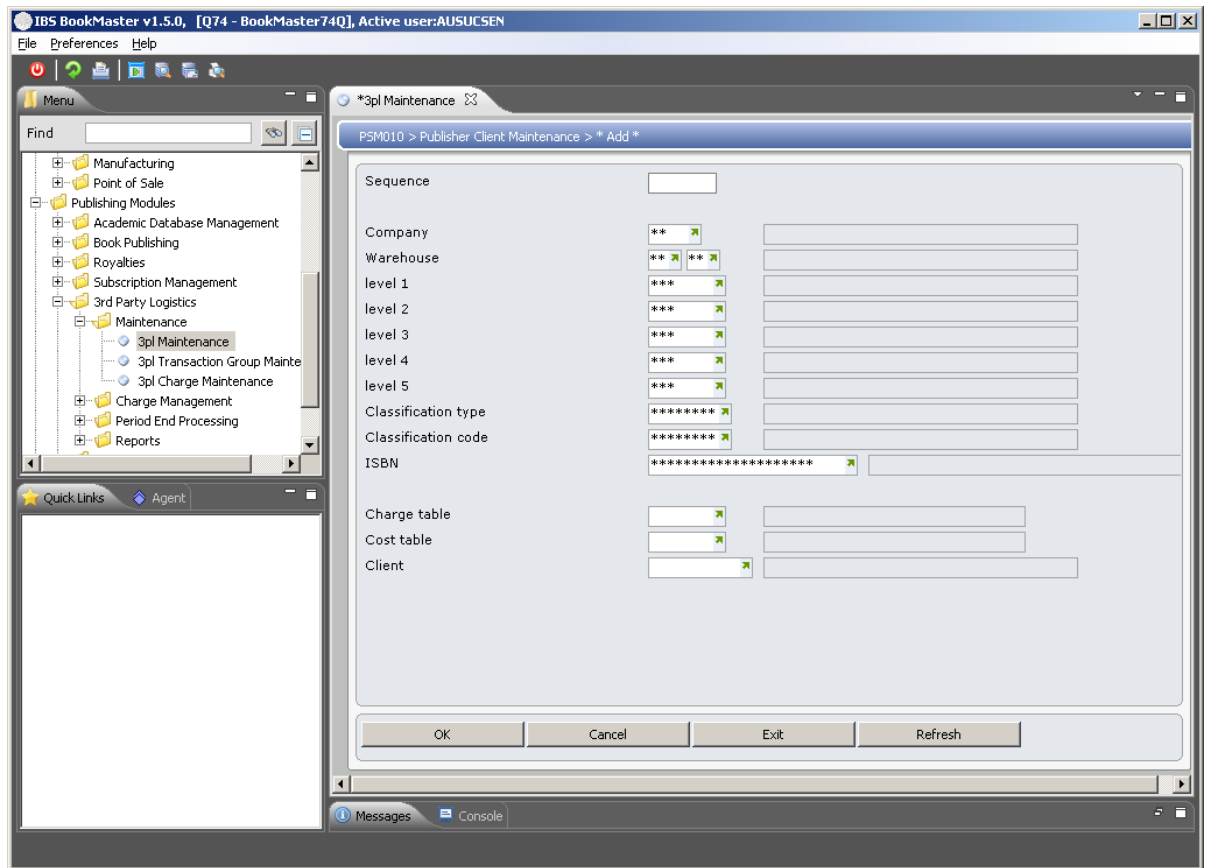 IBS BookMaster v1.5.0, [Q74 - BookMaster74Q], Active user:AUSUCSEN
File Preferences Help
Menu
Find
Manufacturing
Point of Sale
Publishing Modules
Academic Database Management
Book Publishing
Royalties
Subscription Management
3rd Party Logistics
Maintenance
3pl Maintenance
3pl Transaction Group Mainte
3pl Charge Maintenance
Charge Management
Period End Processing
Reports
Quick Links Agent
*3pl Maintenance
PSM010 > Publisher Client Maintenance > * Add *
Sequence
Company **
Warehouse ** **
level 1 ***
level 2 ***
level 3 ***
level 4 ***
level 5 ***
Classification type ********
Classification code ********
ISBN ********************
Charge table
Cost table
Client
OK Cancel Exit Refresh
Messages Console